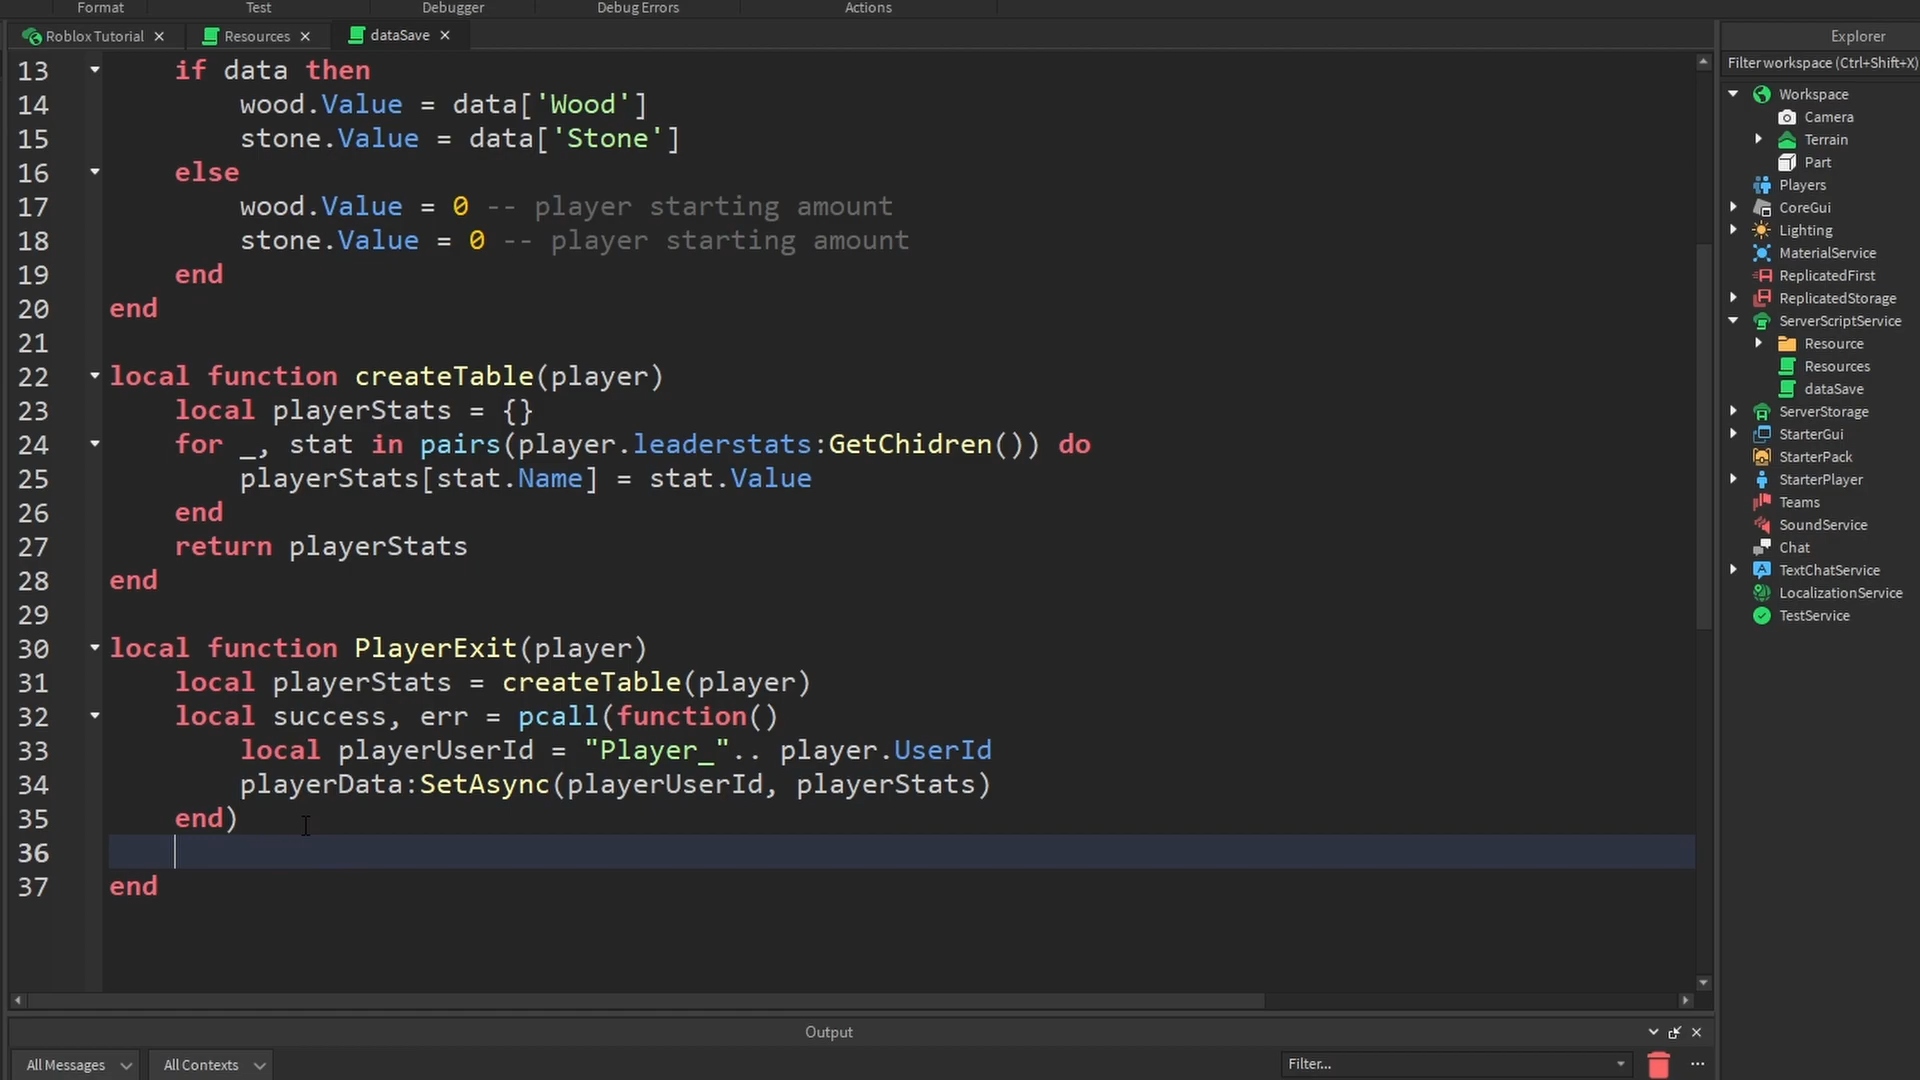 Format Test Debugger Debug Errors Actions
Roblox Tutorial Resources dataSave
13 if data then
14 wood.Value = data['Wood']
15 stone.Value = data['Stone']
16 else
17 wood.Value = 0 -- player starting amount
18 stone.Value = 0 -- player starting amount
19 end
20 end
21
22 local function createTable(player)
23 local playerStats = {}
24 for _, stat in pairs(player.leaderstats:GetChidren()) do
25 playerStats[stat.Name] = stat.Value
26 end
27 return playerStats
28 end
29
30 local function PlayerExit(player)
31 local playerStats = createTable(player)
32 local success, err = pcall(function()
33 local playerUserId = "Player_".. player.UserId
34 playerData:SetAsync(playerUserId, playerStats)
35 end)
36
37 end
Explorer
Filter workspace (Ctrl+Shift+X)
Workspace
Camera
Terrain
Part
Players
CoreGui
Lighting
MaterialService
ReplicatedFirst
ReplicatedStorage
ServerScriptService
Resource
Resources
dataSave
ServerStorage
StarterGui
StarterPack
StarterPlayer
Teams
SoundService
Chat
TextChatService
LocalizationService
TestService
Output
All Messages All Contexts Filter...